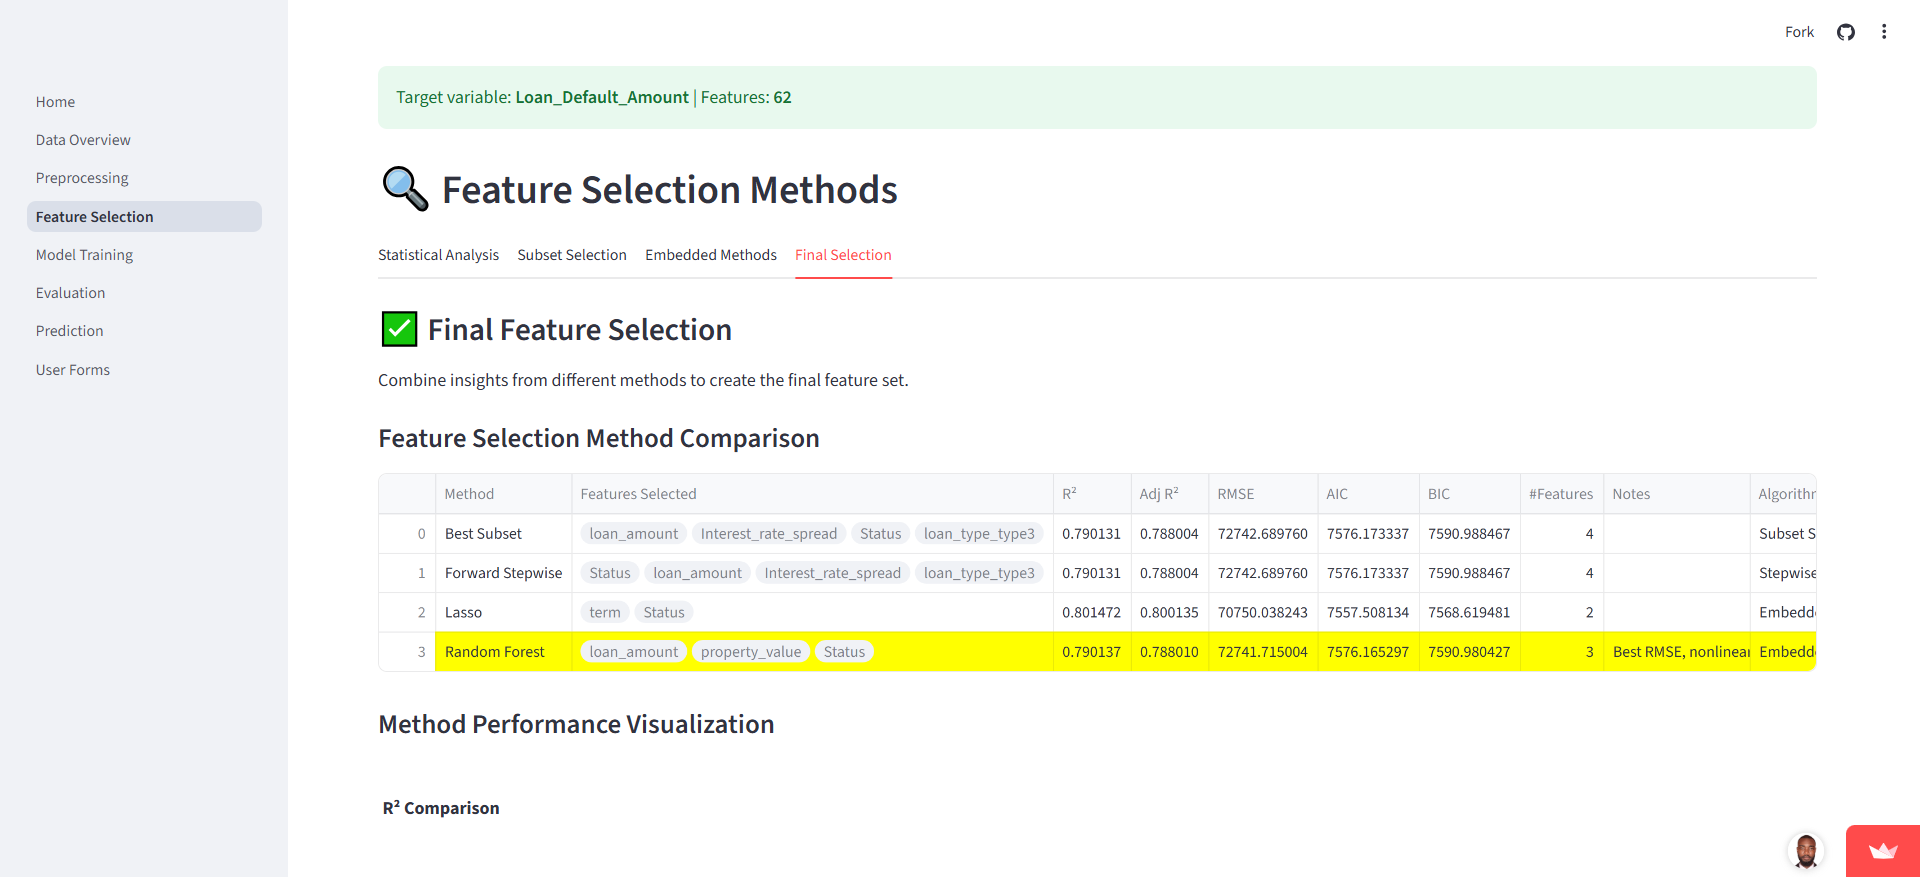 Fork
Home
Data Overview
Preprocessing
Feature Selection
Model Training
Evaluation
Prediction
User Forms
Target variable: Loan_Default_Amount | Features: 62
Feature Selection Methods
Statistical Analysis Subset Selection Embedded Methods Final Selection
Final Feature Selection
Combine insights from different methods to create the final feature set.
Feature Selection Method Comparison
Method Features Selected R² Adj R² RMSE AIC BIC #Features Notes Algorithm
0 Best Subset loan_amount Interest_rate_spread Status loan_type_type3 0.790131 0.788004 72742.689760 7576.173337 7590.988467 4 Subset S
1 Forward Stepwise Status loan_amount Interest_rate_spread loan_type_type3 0.790131 0.788004 72742.689760 7576.173337 7590.988467 4 Stepwise
2 Lasso term Status 0.801472 0.800135 70750.038243 7557.508134 7568.619481 2 Embedd
3 Random Forest loan_amount property_value Status 0.790137 0.788010 72741.715004 7576.165297 7590.980427 3 Best RMSE, nonlinear Embedd
Method Performance Visualization
R² Comparison